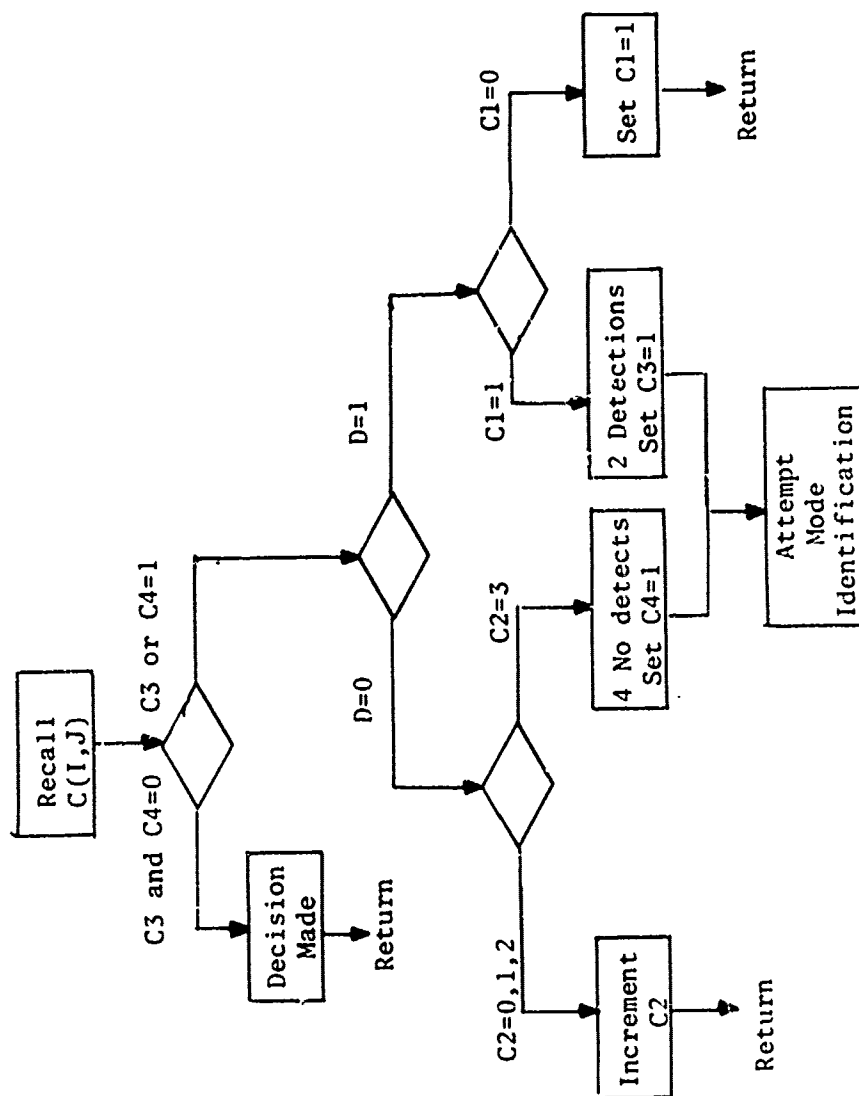 Recall
C(I,J)
C3 and C4=0
C3 or C4=1
Decision
Made
Return
D=0
D=1
C2=0,1,2
C2=3
C1=1
C1=0
Increment
C2
Return
4 No detects
Set C4=1
2 Detections
Set C3=1
Set C1=1
Return
Attempt
Mode
Identification